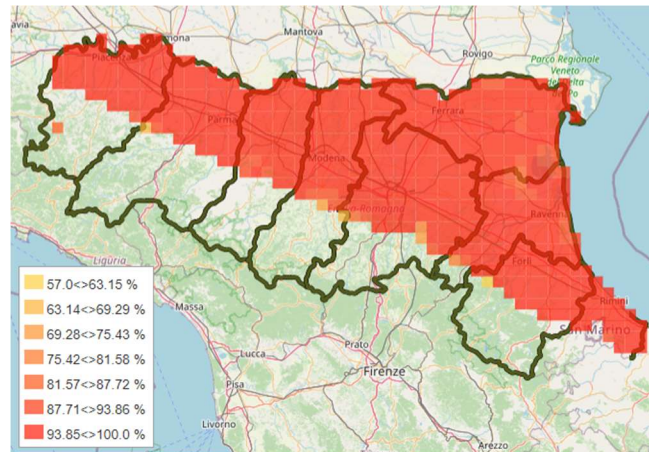 Mantova
Rovigo
Parco Regionale
Veneto
Ferrara
Parma
Modena
Ravenna
Forlì
Rimini
San Marino
Liguria
Massa
Lucca
Prato
Pisa
Firenze
Livorno
Arezzo
57.0<>63.15 %
63.14<>69.29 %
69.28<>75.43 %
75.42<>81.58 %
81.57<>87.72 %
87.71<>93.86 %
93.85<>100.0 %